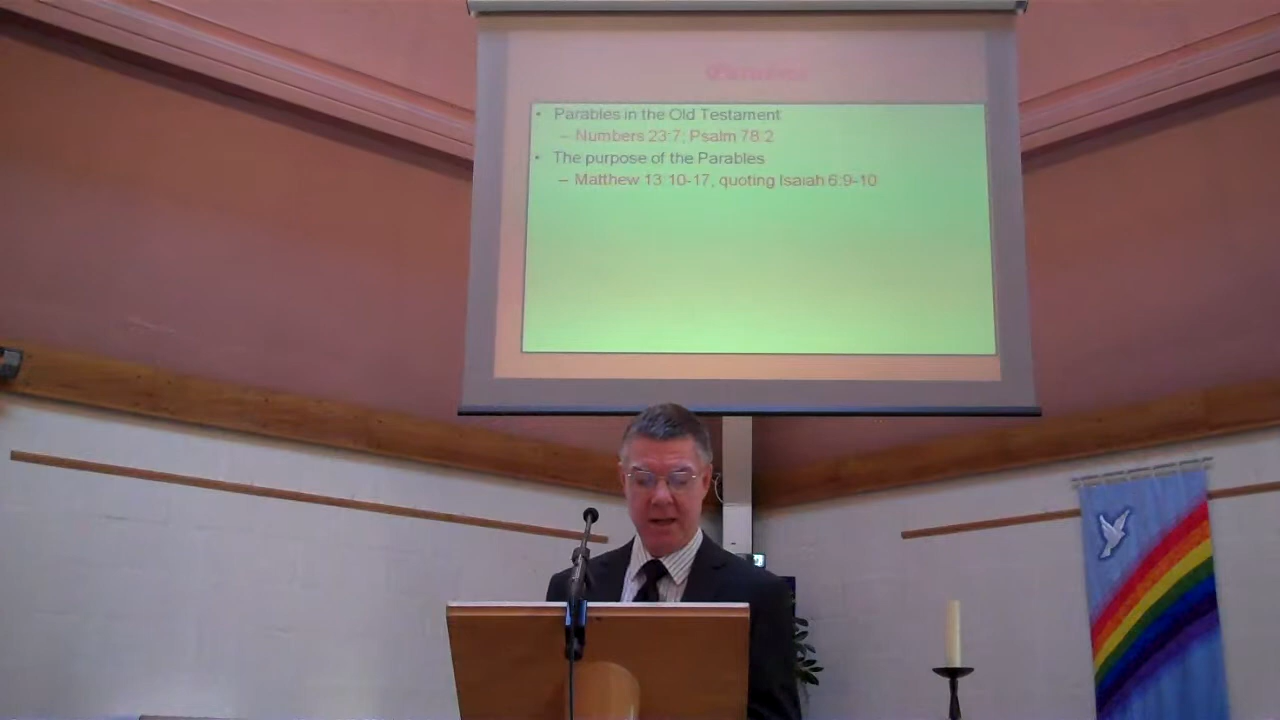 • Parables in the Old Testament
– Numbers 23:7; Psalm 78:2
• The purpose of the Parables
– Matthew 13:10-17, quoting Isaiah 6:9-10